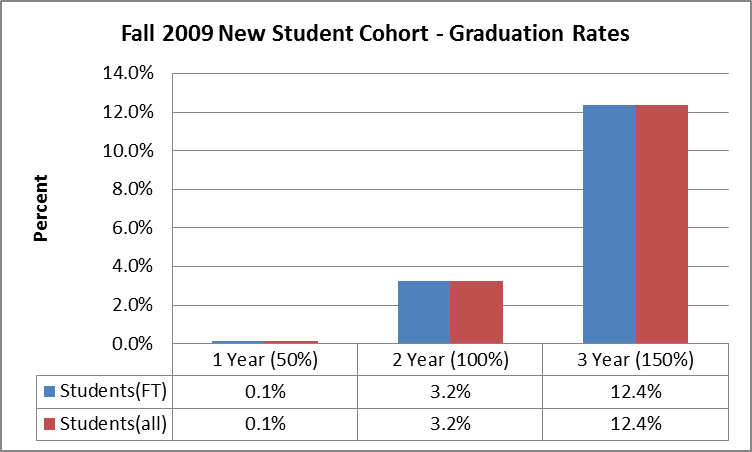 Fall 2009 New Student Cohort - Graduation Rates
14.0%
12.0%
10.0%
8.0%
6.0%
4.0%
2.0%
0.0%
Percent
1 Year (50%) 2 Year (100%) 3 Year (150%)
Students(FT) 0.1% 3.2% 12.4%
Students(all) 0.1% 3.2% 12.4%